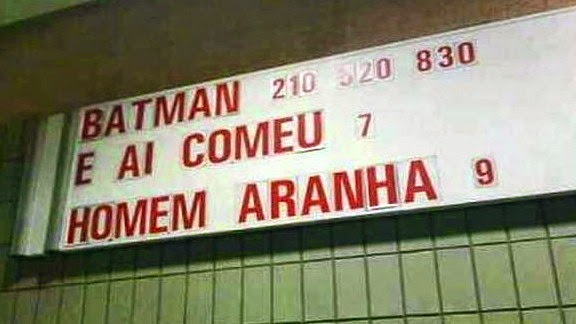 BATMAN 210 520 830
E AI COMEU 7
HOMEM ARANHA 9